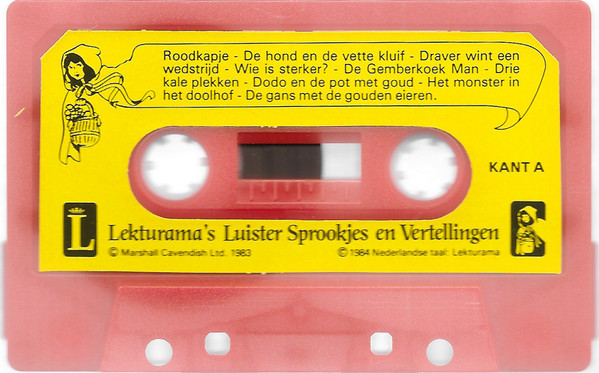 Roodkapje - De hond en de vette kluif - Draver wint een
wedstrijd - Wie is sterker? - De Gemberkoek Man - Drie
kale plekken - Dodo en de pot met goud - Het monster in
het doolhof - De gans met de gouden eieren.
KANT A
L Lekturama's Luister Sprookjes en Vertellingen
© Marshall Cavendish Ltd. 1983 © 1984 Nederlandse taal: Lekturama